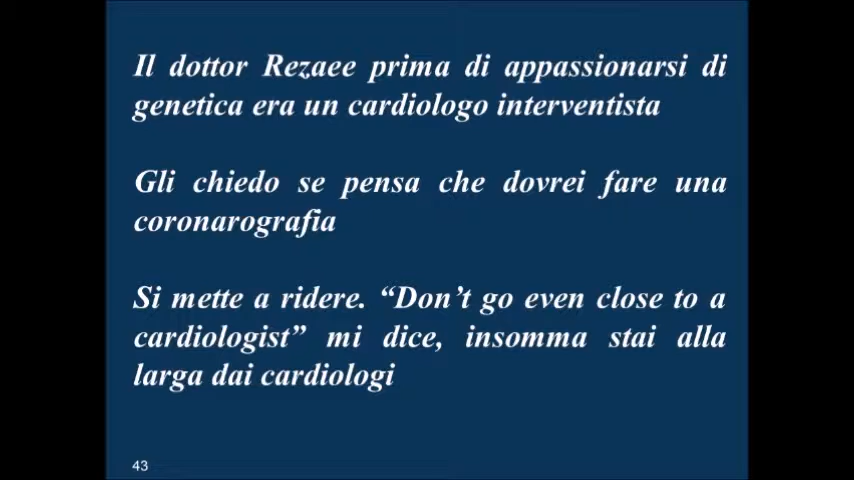 Il dottor Rezaee prima di appassionarsi di
genetica era un cardiologo interventista
Gli chiedo se pensa che dovrei fare una
coronarografia
Si mette a ridere. “Don’t go even close to a
cardiologist” mi dice, insomma stai alla
larga dai cardiologi
43